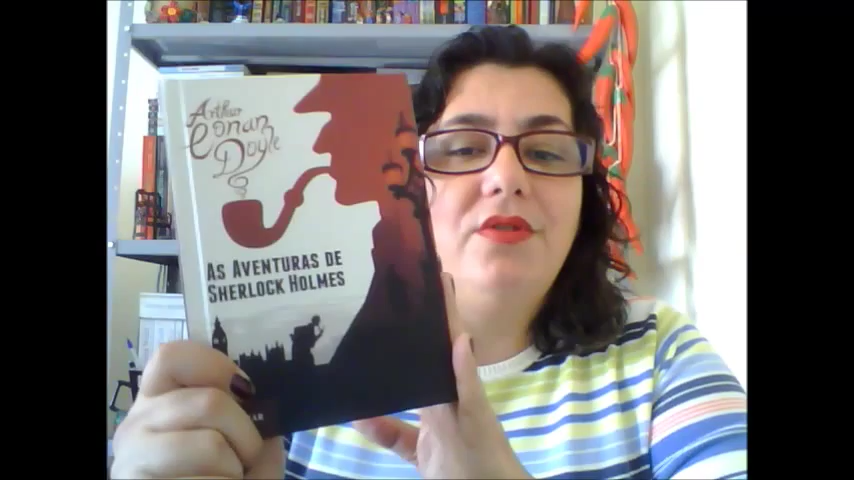 Arthur
Conan
Doyle
AS AVENTURAS DE
SHERLOCK HOLMES